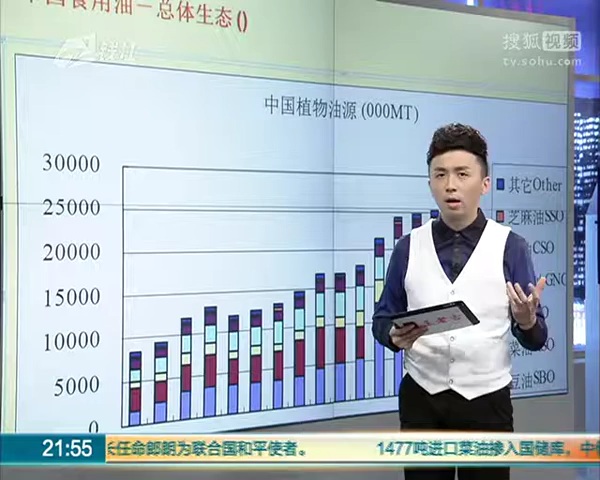 中国食用油－总体生态()
搜狐视频
tv.sohu.com
中国植物油源 (000MT)
30000
25000
20000
15000
10000
5000
0
其它Other
芝麻油SSO
CSO
GNO
豆油SBO
21:55
任命郎朗为联合国和平使者。
1477吨进口菜油掺入国储库，中